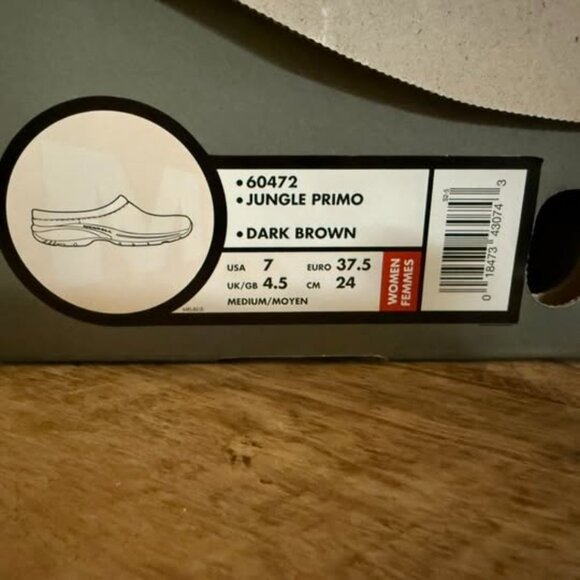 • 60472
• JUNGLE PRIMO
• DARK BROWN
USA 7 EURO 37.5
UK/GB 4.5 CM 24
MEDIUM/MOYEN
WOMEN
FEMMES
0 18473 43074 3